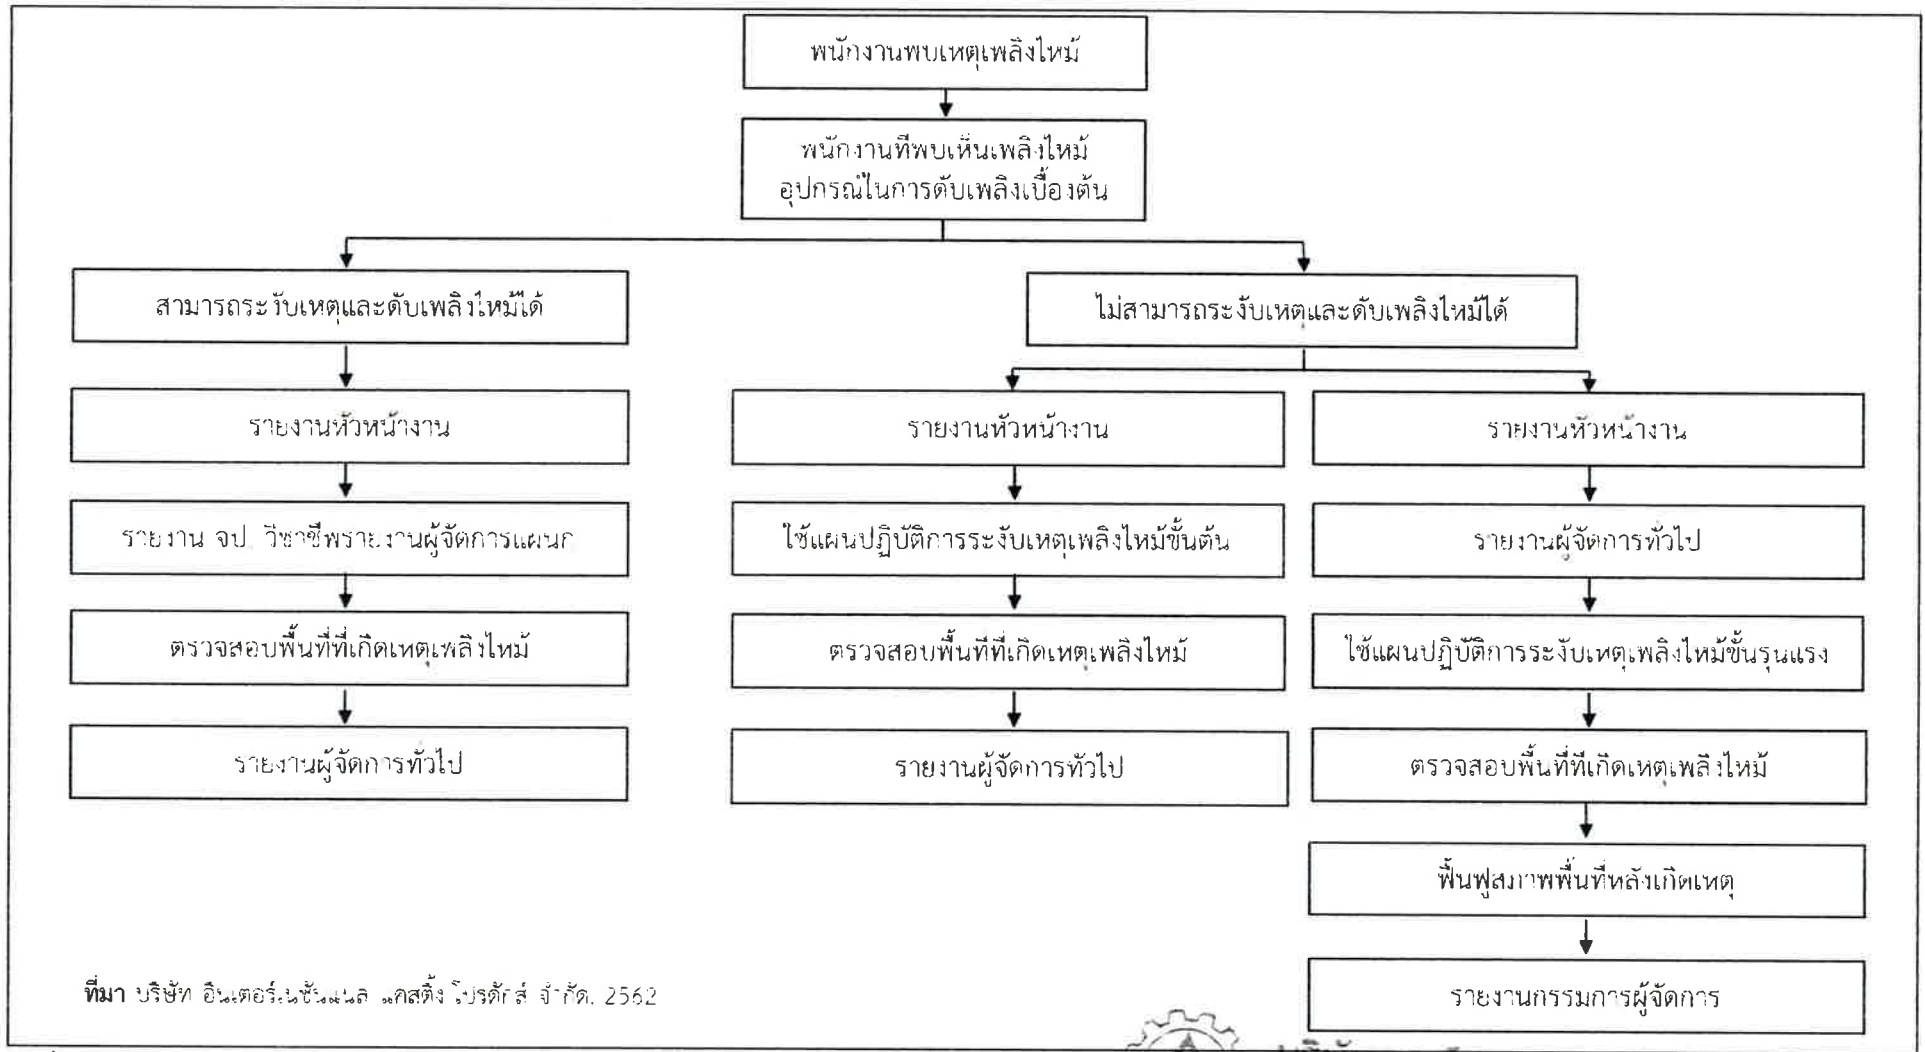 พนักงานพบเหตุเพลิงไหม้
พนักงานที่พบเห็นเพลิงไหม้
อุปกรณ์ในการดับเพลิงเบื้องต้น
สามารถระงับเหตุและดับเพลิงไหม้ได้
ไม่สามารถระงับเหตุและดับเพลิงไหม้ได้
รายงานหัวหน้างาน
รายงานหัวหน้างาน
รายงานหัวหน้างาน
รายงาน จป. วิชาชีพรายงานผู้จัดการแผนก
ใช้แผนปฏิบัติการระงับเหตุเพลิงไหม้ขั้นต้น
รายงานผู้จัดการทั่วไป
ตรวจสอบพื้นที่ที่เกิดเหตุเพลิงไหม้
ตรวจสอบพื้นที่ที่เกิดเหตุเพลิงไหม้
ใช้แผนปฏิบัติการระงับเหตุเพลิงไหม้ขั้นรุนแรง
รายงานผู้จัดการทั่วไป
รายงานผู้จัดการทั่วไป
ตรวจสอบพื้นที่ที่เกิดเหตุเพลิงไหม้
ฟื้นฟูสภาพพื้นที่หลังเกิดเหตุ
รายงานกรรมการผู้จัดการ
ที่มา บริษัท อินเตอร์เนชั่นแนล แคสติ้ง โปรดักส์ จำกัด, 2562